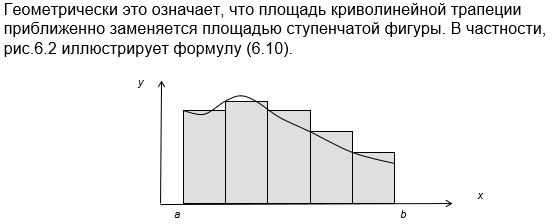 Геометрически это означает, что площадь криволинейной трапеции
приближенно заменяется площадью ступенчатой фигуры. В частности,
рис.6.2 иллюстрирует формулу (6.10).
y
x
a b